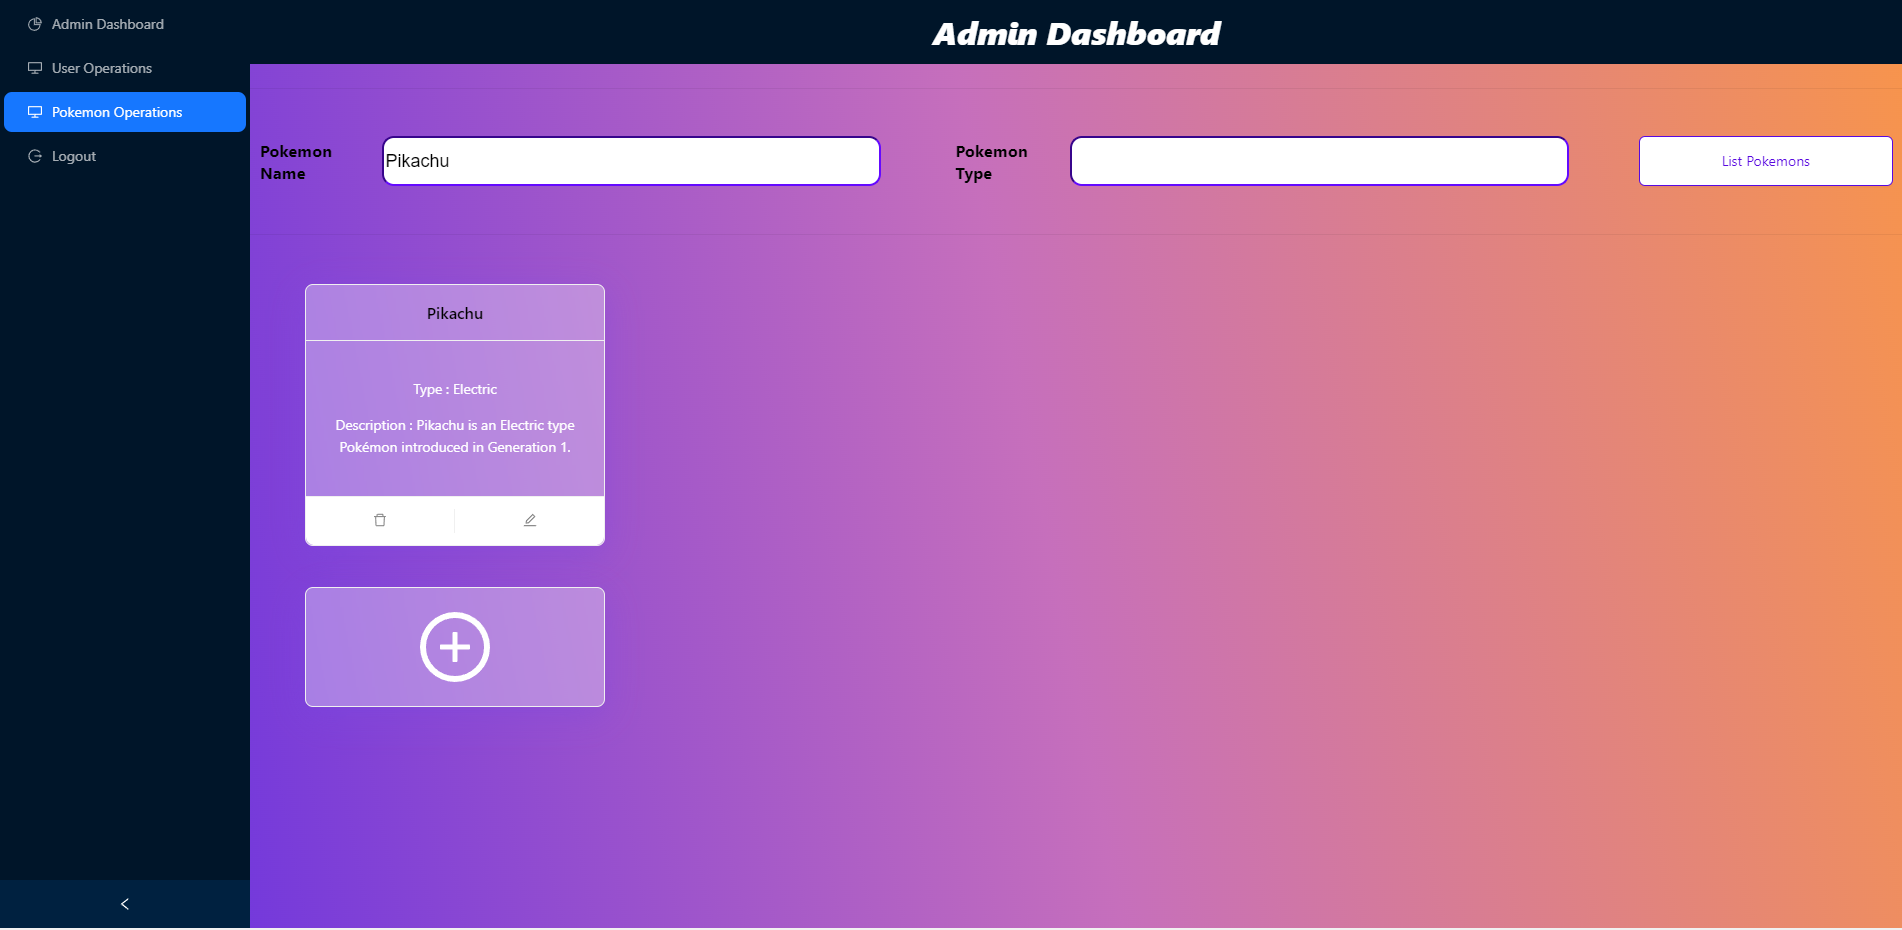 Admin Dashboard
User Operations
Pokemon Operations
Logout
Admin Dashboard
Pokemon
Name
Pikachu
Pokemon
Type
List Pokemons
Pikachu
Type : Electric
Description : Pikachu is an Electric type
Pokémon introduced in Generation 1.